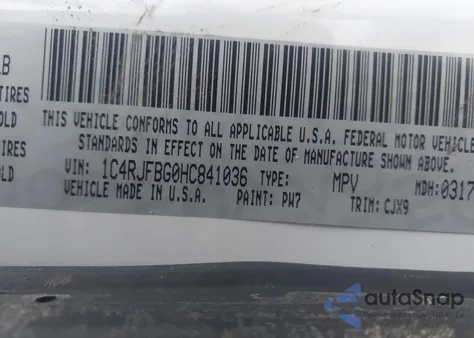 LB
TIRES
OLD
TIRES
OLD
THIS VEHICLE CONFORMS TO ALL APPLICABLE U.S.A. FEDERAL MOTOR VEHICLE
STANDARDS IN EFFECT ON THE DATE OF MANUFACTURE SHOWN ABOVE.
VIN: 1C4RJFBG0HC841036 TYPE: MPV MDH: 0317
VEHICLE MADE IN U.S.A. PAINT: PW7 TRIM: CJX9
autoSnap